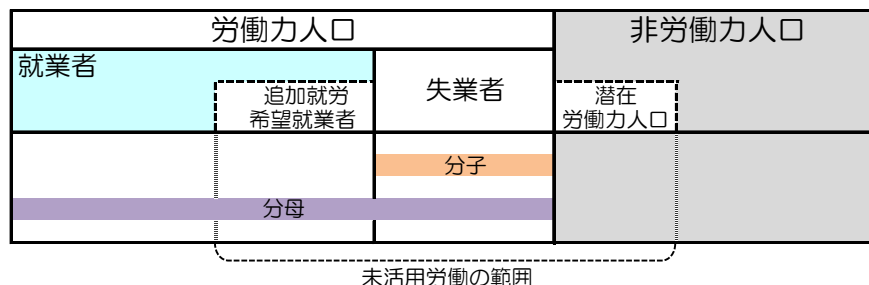 労働力人口
非労働力人口
就業者
追加就労
希望就業者
失業者
潜在
労働力人口
分子
分母
未活用労働の範囲